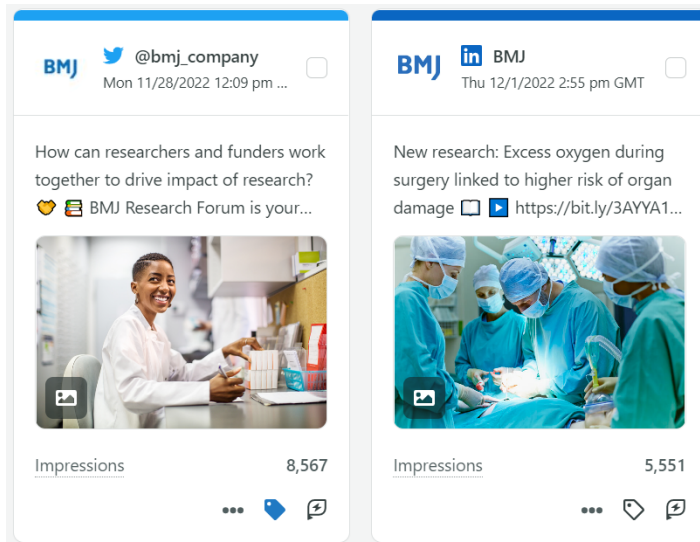 BMJ
@bmj_company
Mon 11/28/2022 12:09 pm ...
How can researchers and funders work
together to drive impact of research?
🤝 📚 BMJ Research Forum is your...
Impressions 8,567
BMJ
in BMJ
Thu 12/1/2022 2:55 pm GMT
New research: Excess oxygen during
surgery linked to higher risk of organ
damage 📖 ▶️ https://bit.ly/3AYYA1...
Impressions 5,551